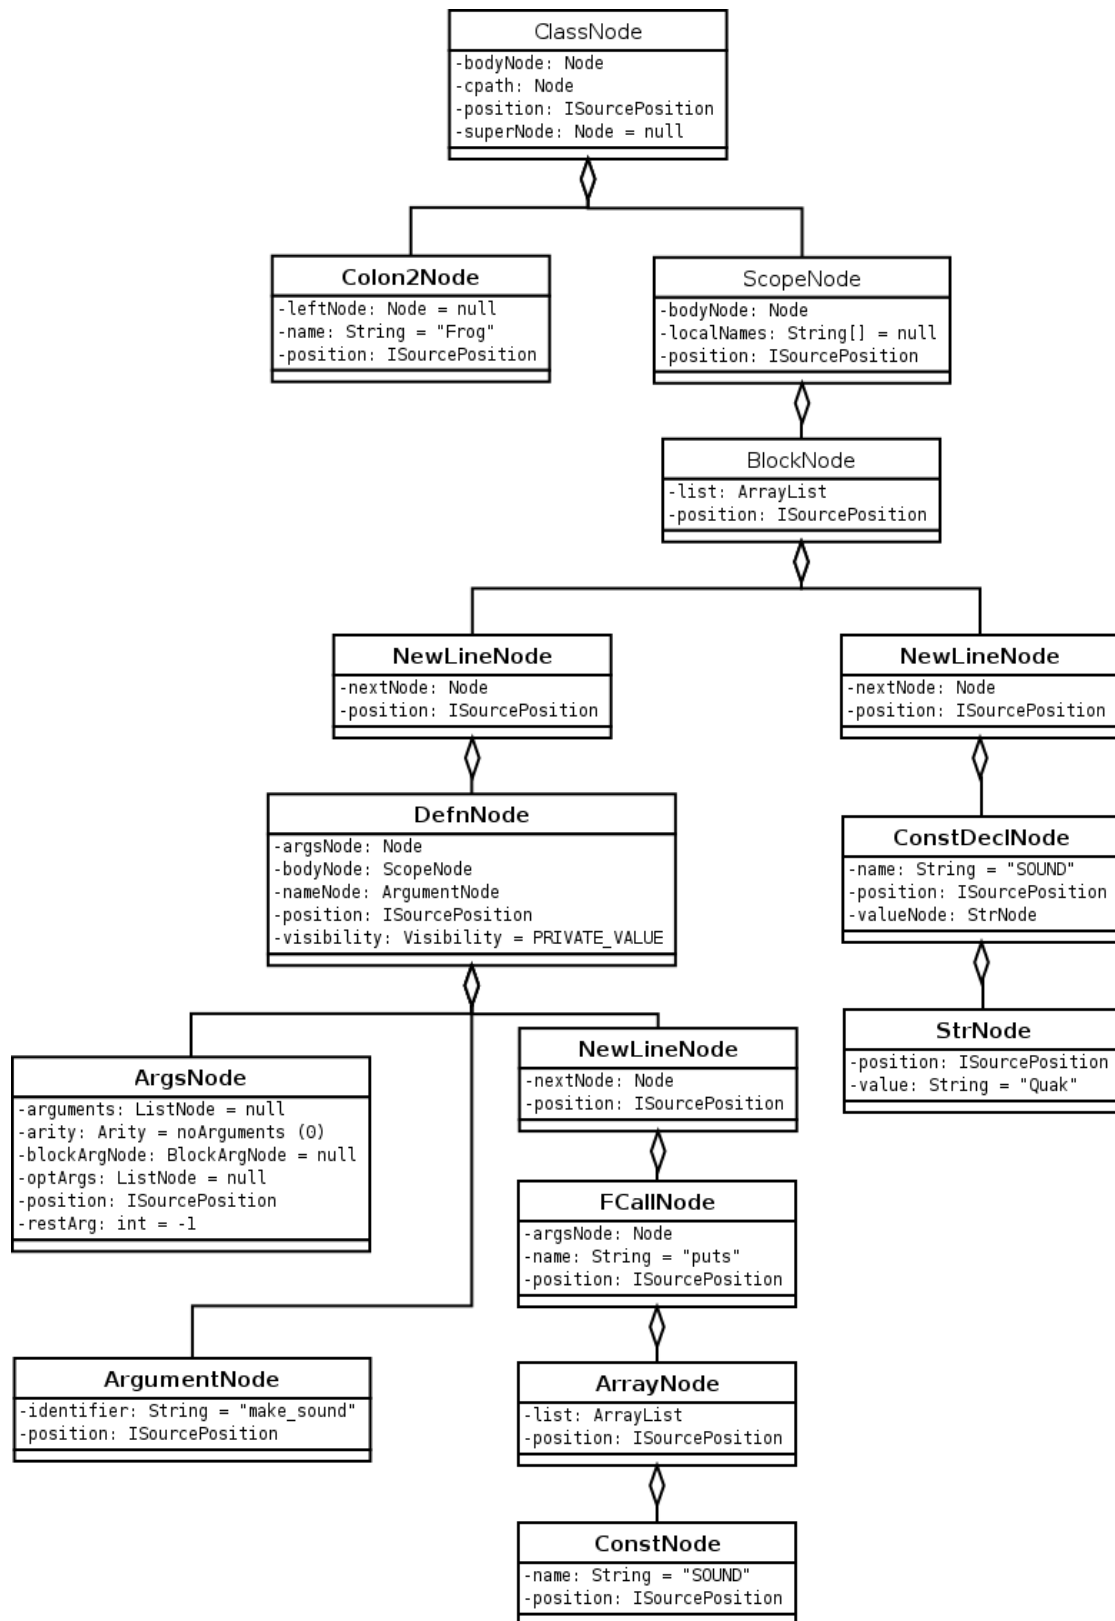 ClassNode
-bodyNode: Node
-cpath: Node
-position: ISourcePosition
-superNode: Node = null
Colon2Node
-leftNode: Node = null
-name: String = "Frog"
-position: ISourcePosition
ScopeNode
-bodyNode: Node
-localNames: String[] = null
-position: ISourcePosition
BlockNode
-list: ArrayList
-position: ISourcePosition
NewLineNode
-nextNode: Node
-position: ISourcePosition
NewLineNode
-nextNode: Node
-position: ISourcePosition
DefnNode
-argsNode: Node
-bodyNode: ScopeNode
-nameNode: ArgumentNode
-position: ISourcePosition
-visibility: Visibility = PRIVATE_VALUE
ConstDeclNode
-name: String = "SOUND"
-position: ISourcePosition
-valueNode: StrNode
StrNode
-position: ISourcePosition
-value: String = "Quak"
ArgsNode
-arguments: ListNode = null
-arity: Arity = noArguments (0)
-blockArgNode: BlockArgNode = null
-optArgs: ListNode = null
-position: ISourcePosition
-restArg: int = -1
NewLineNode
-nextNode: Node
-position: ISourcePosition
FCallNode
-argsNode: Node
-name: String = "puts"
-position: ISourcePosition
ArgumentNode
-identifier: String = "make_sound"
-position: ISourcePosition
ArrayNode
-list: ArrayList
-position: ISourcePosition
ConstNode
-name: String = "SOUND"
-position: ISourcePosition